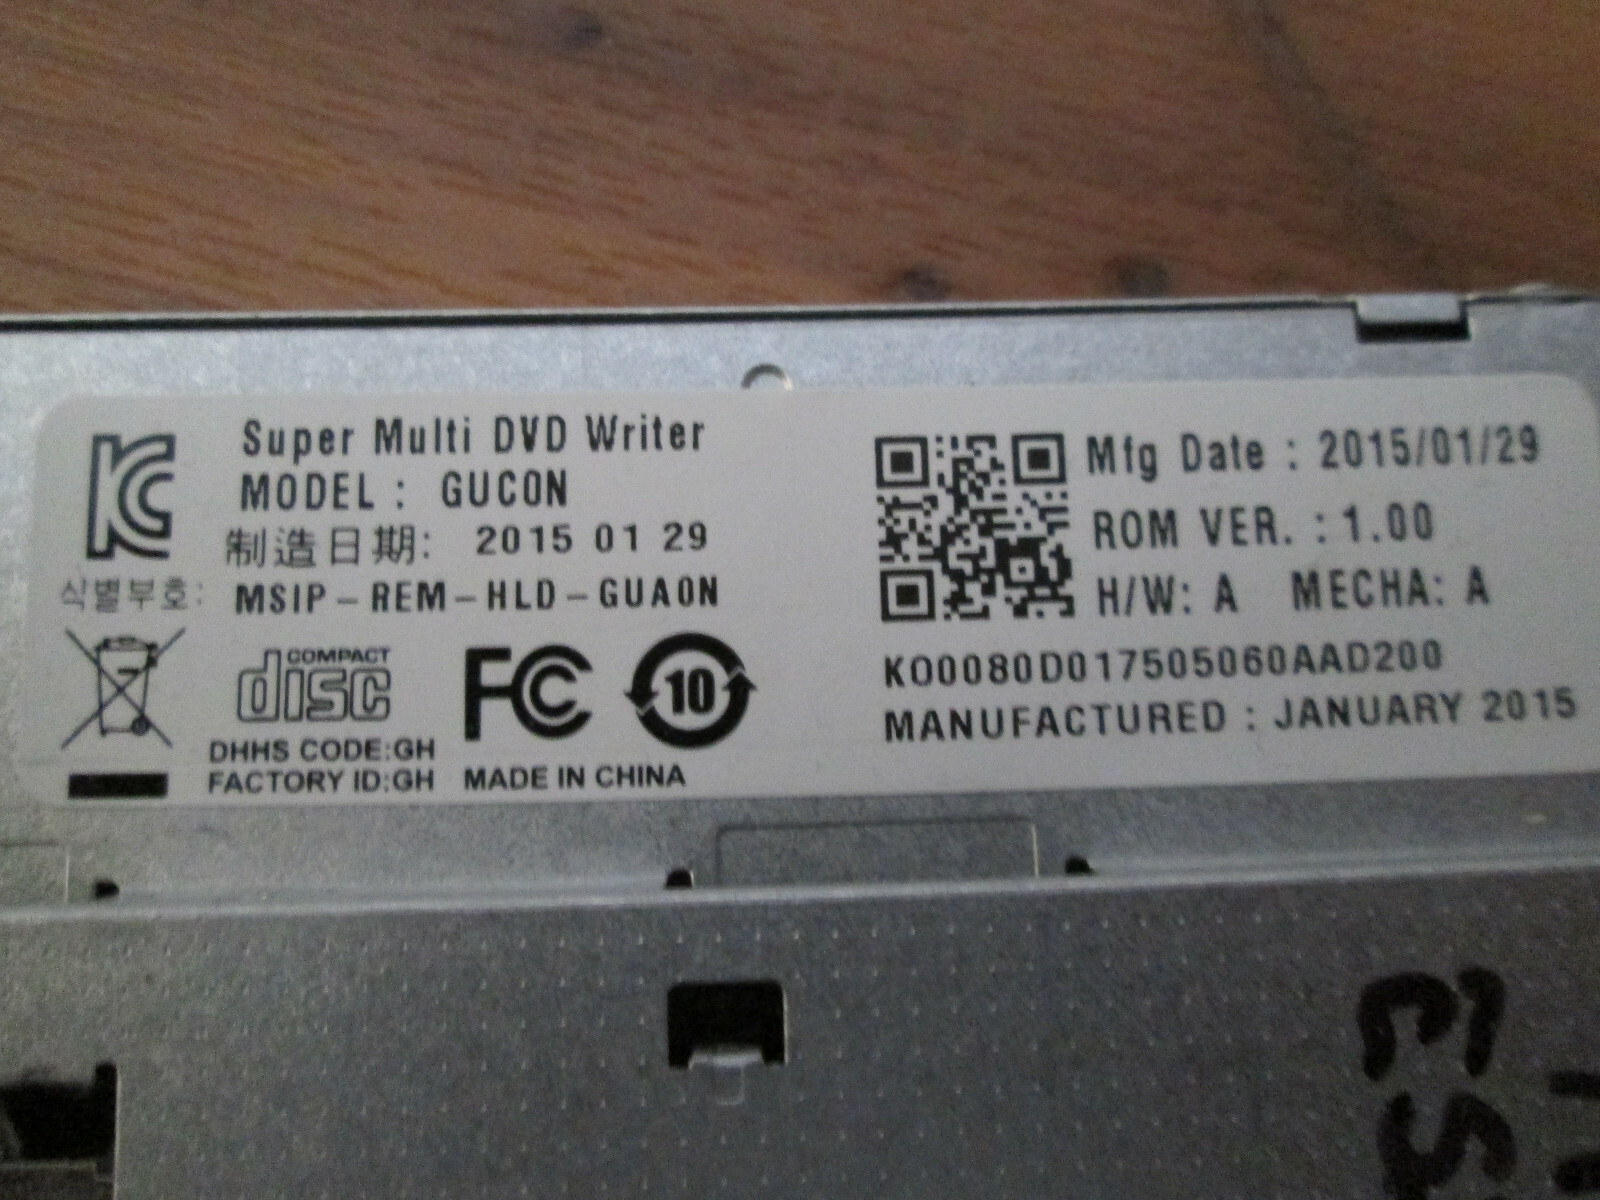 Super Multi DVD Writer
MODEL : GUC0N
制造日期: 2015 01 29
식별부호: MSIP-REM-HLD-GUA0N
COMPACT
disc
FC
10
DHHS CODE:GH
FACTORY ID:GH MADE IN CHINA
Mfg Date : 2015/01/29
ROM VER. : 1.00
H/W: A MECHA: A
K00080D017505060AAD200
MANUFACTURED : JANUARY 2015